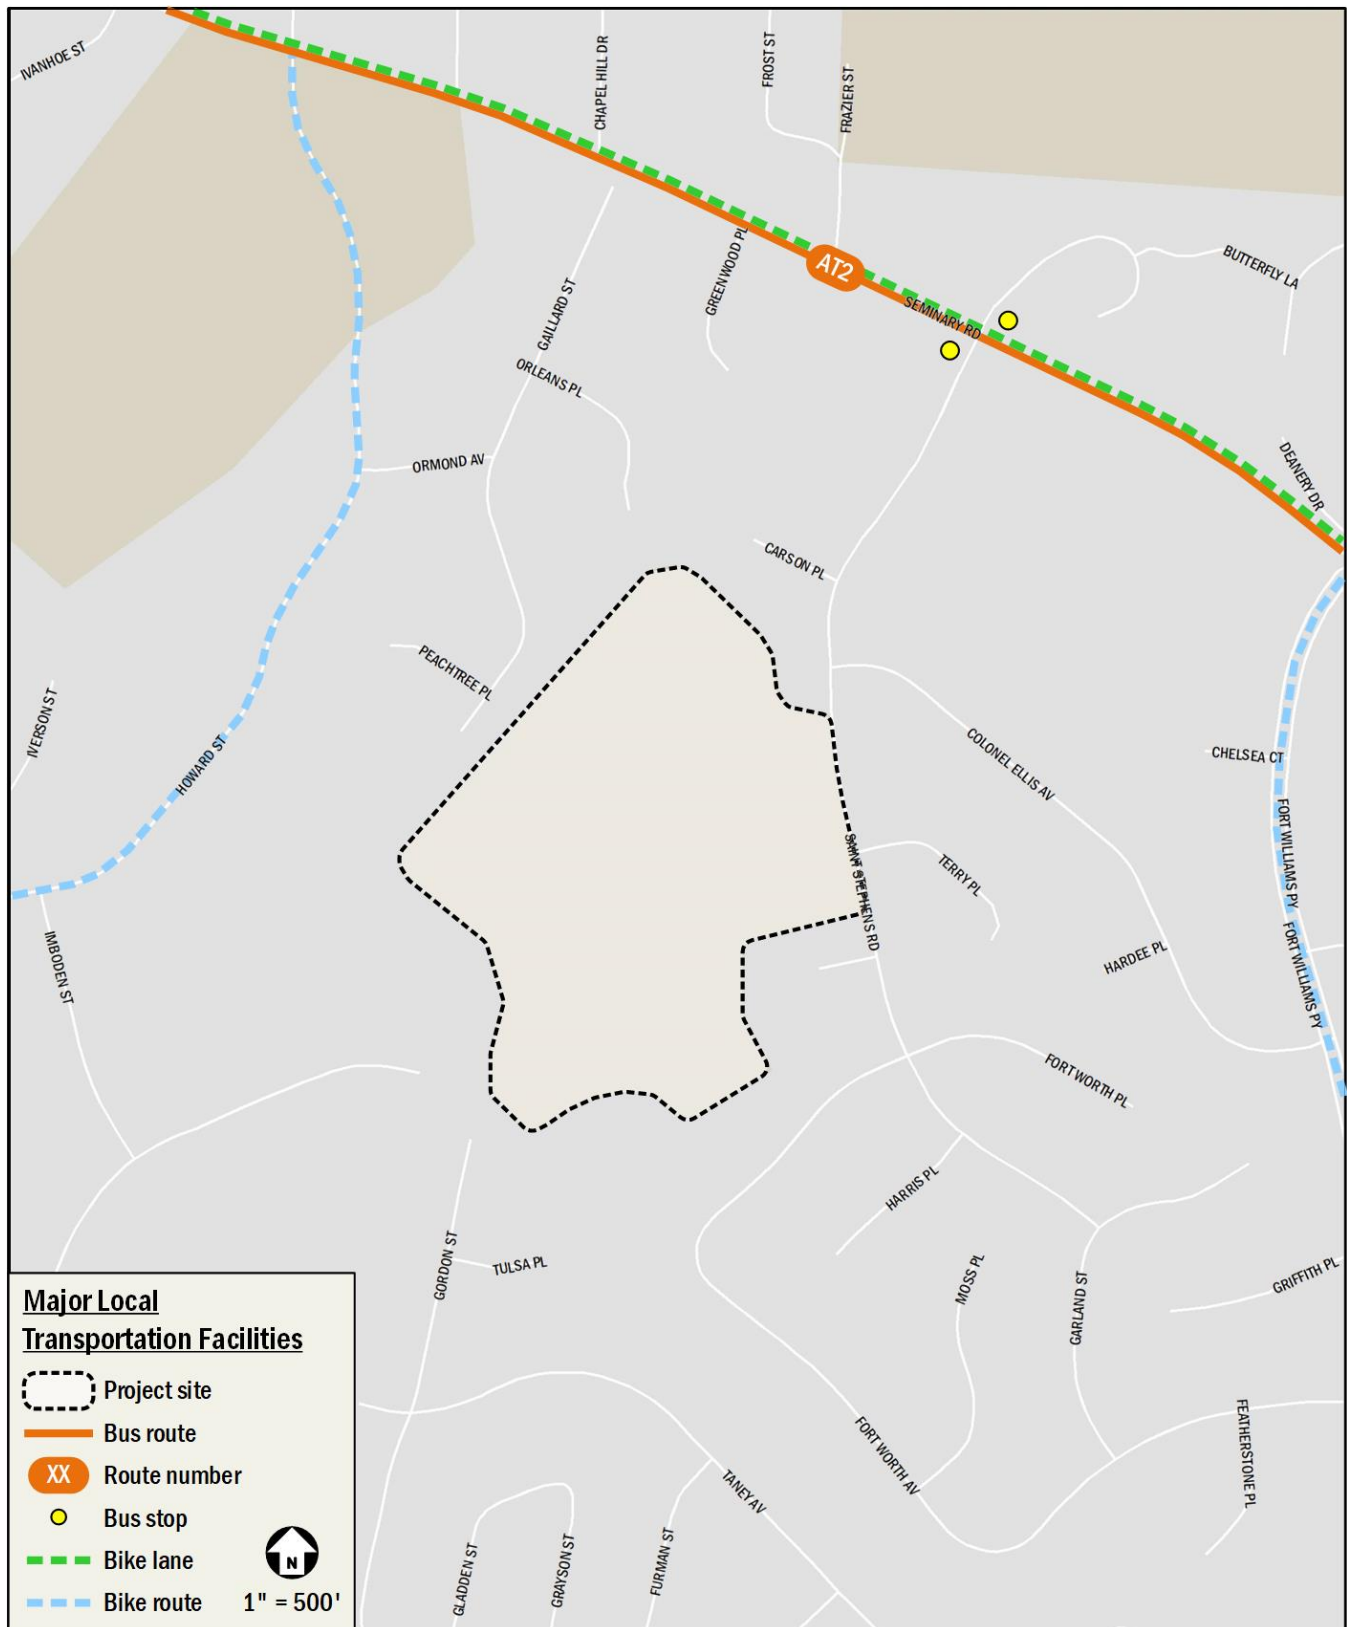 IVANHOE ST
CHAPEL HILL DR
FROST ST
FRAZIER ST
GREENWOOD PL
AT2
SEMINARY RD
BUTTERFLY LA
GAILLARD ST
ORLEANS PL
ORMOND AV
DEANERY DR
CARSON PL
PEACHTREE PL
IVERSON ST
HOWARD ST
COLONEL ELLIS AV
CHELSEA CT
FORT WILLIAMS PY
SAINT STEPHENS RD
TERRY PL
HARDEE PL
FORT WILLIAMS PY
IMBODEN ST
FORT WORTH PL
HARRIS PL
GORDON ST
TULSA PL
MOSS PL
GARLAND ST
GRIFFITH PL
FORT WORTH AV
FEATHERSTONE PL
TANEY AV
GLADDEN ST
GRAYSON ST
FURMAN ST
Major Local
Transportation Facilities
Project site
Bus route
XX Route number
Bus stop
Bike lane
N
Bike route
1" = 500'